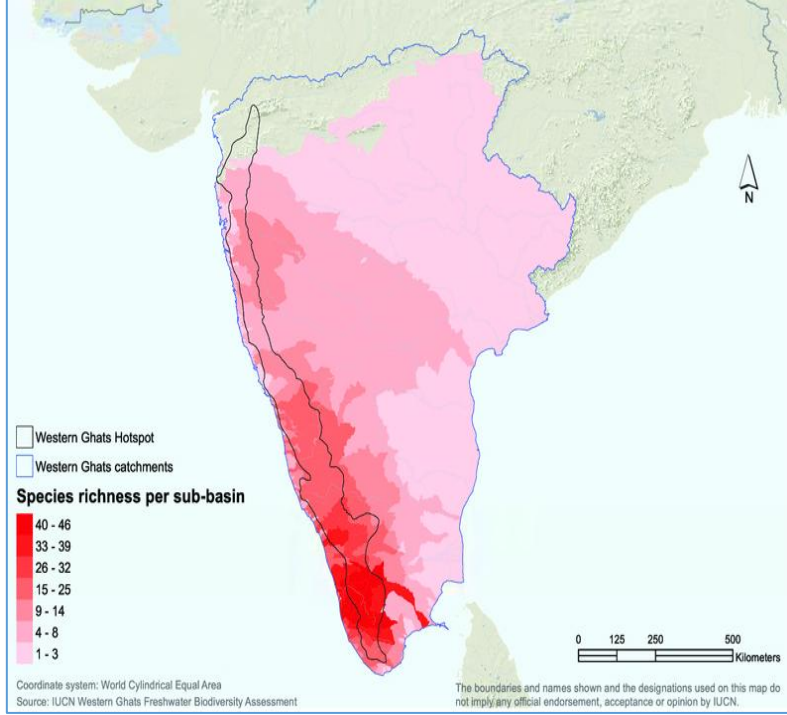 N
Western Ghats Hotspot
Western Ghats catchments
Species richness per sub-basin
40 - 46
33 - 39
26 - 32
15 - 25
9 - 14
4 - 8
1 - 3
0 125 250 500
Kilometers
Coordinate system: World Cylindrical Equal Area
Source: IUCN Western Ghats Freshwater Biodiversity Assessment
The boundaries and names shown and the designations used on this map do
not imply any official endorsement, acceptance or opinion by IUCN.